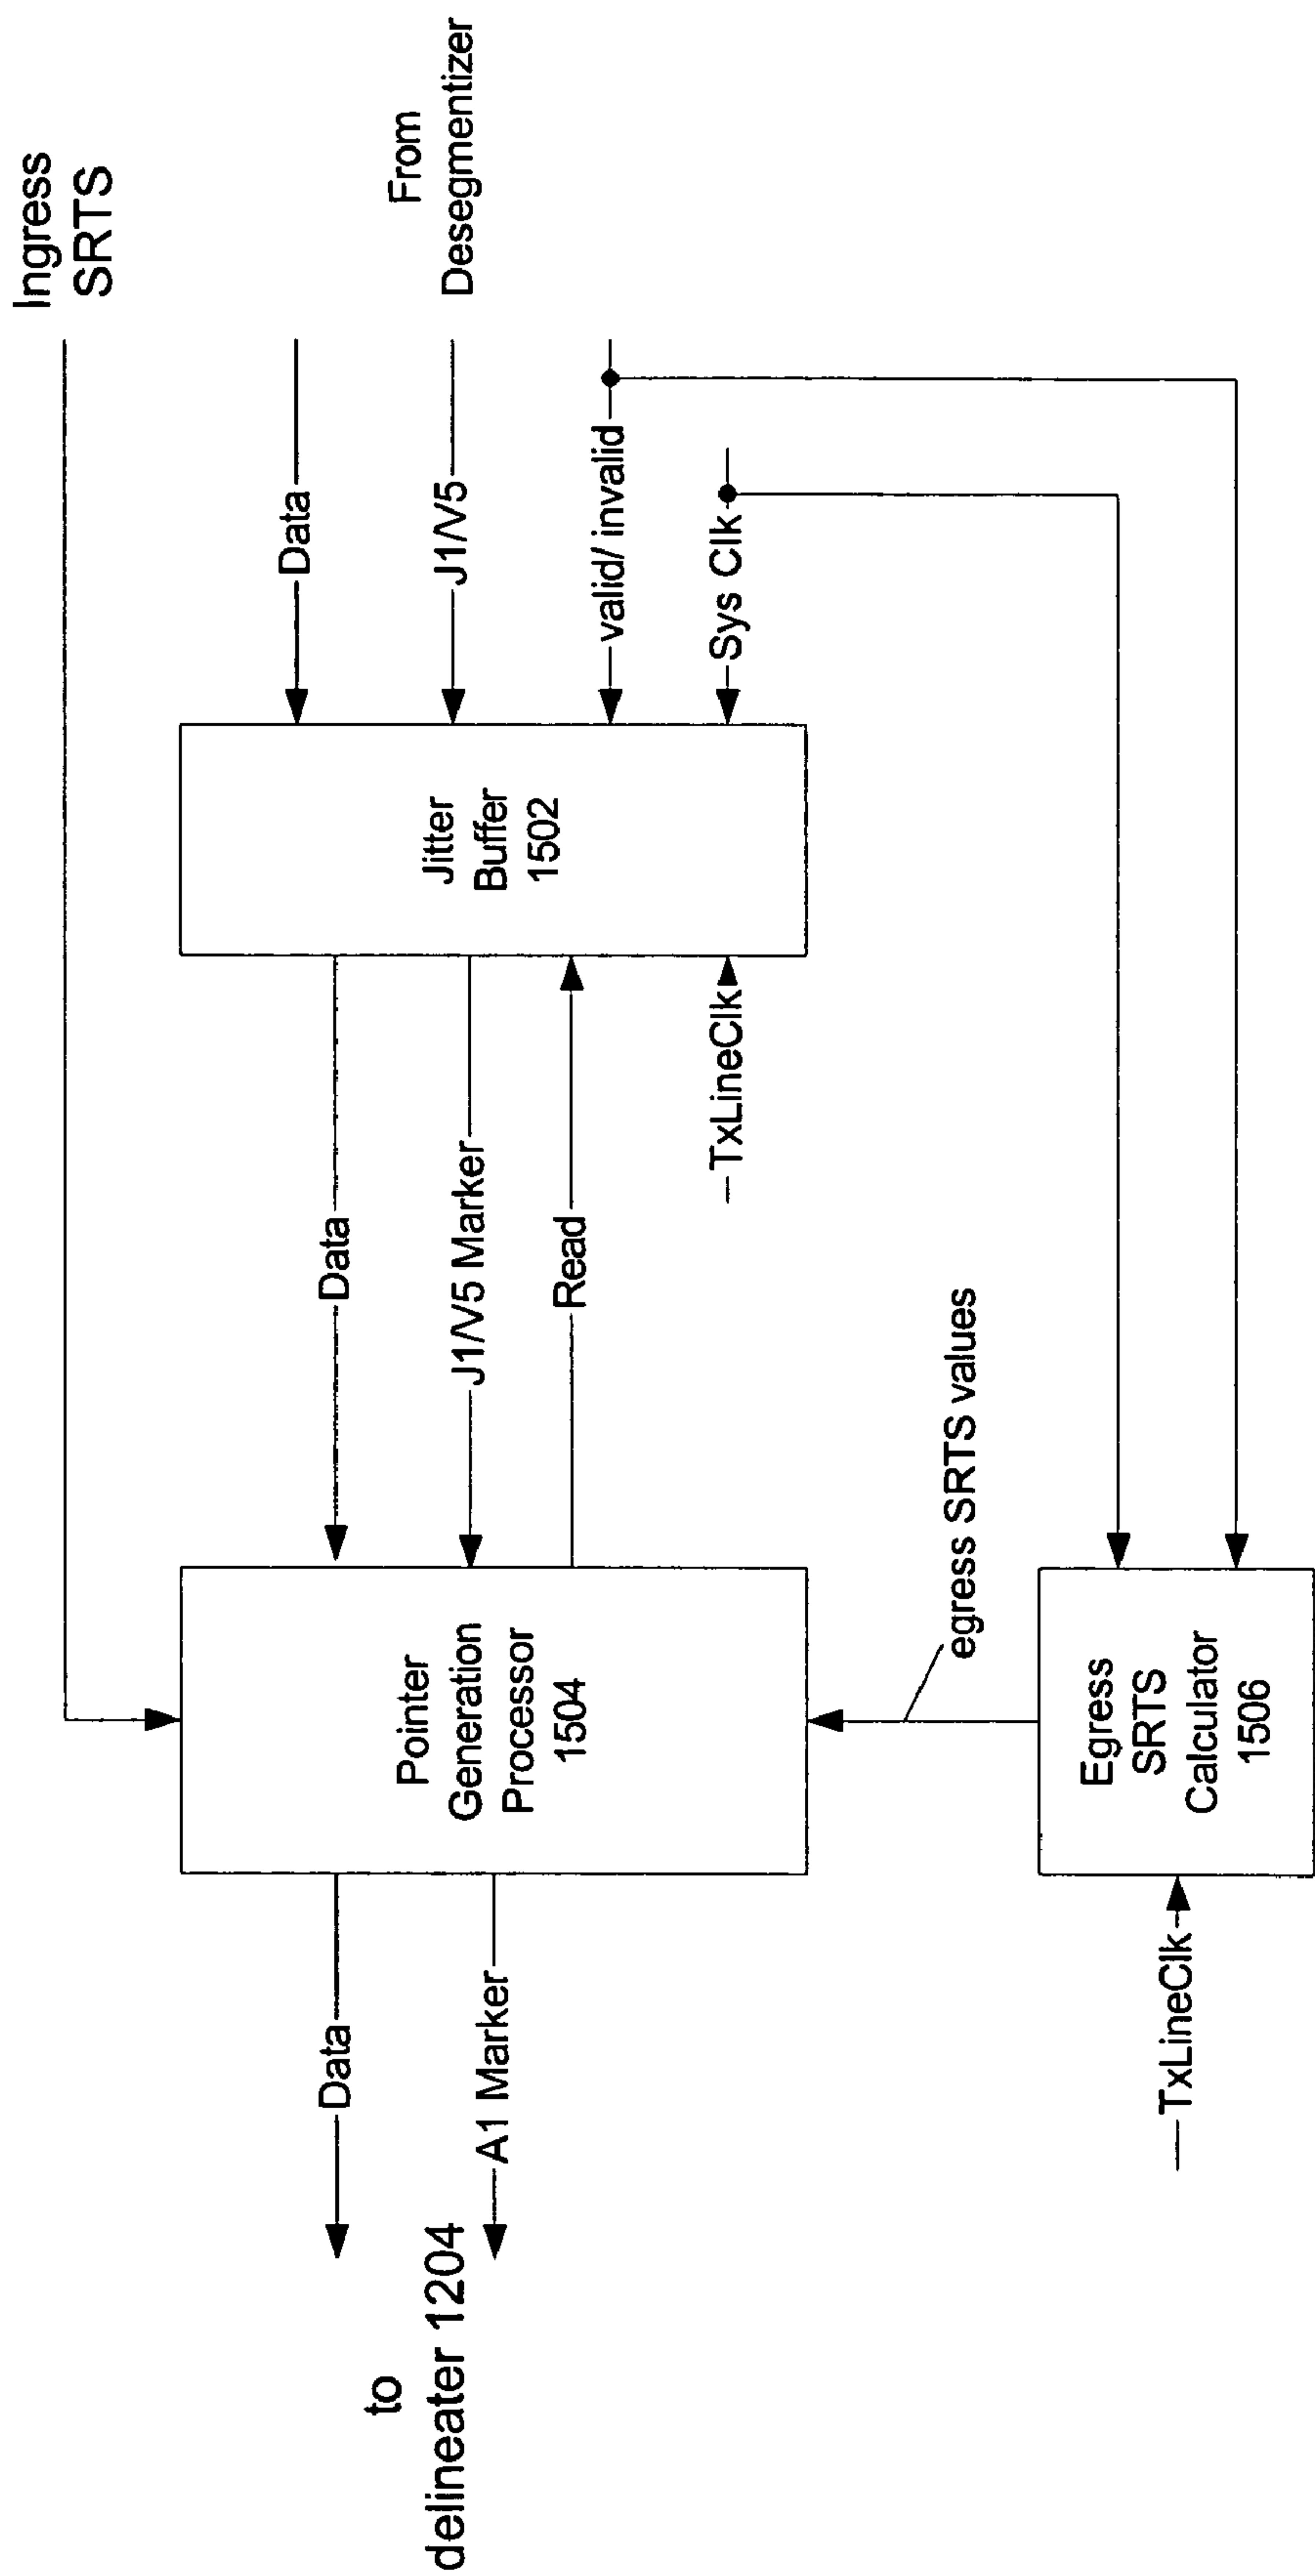 Ingress
SRTS
Data
J1/V5
From
Desegmentizer
valid/ invalid
Sys Clk
Jitter
Buffer
1502
Data
J1/V5 Marker
Read
TxLineClk
Pointer
Generation
Processor
1504
egress SRTS values
Egress
SRTS
Calculator
1506
Data
A1 Marker
TxLineClk
to
delineater 1204